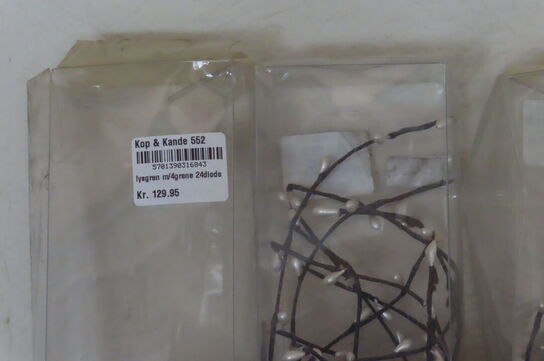 Kop & Kande 552
5701390316843
lysgren m/4grene 24diode
Kr. 129.95